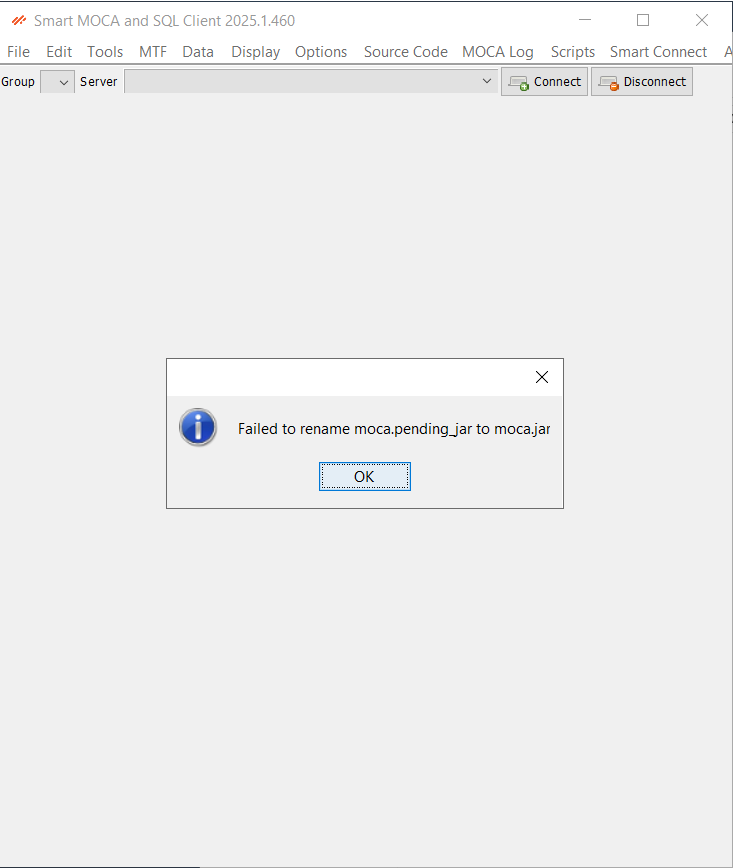 Smart MOCA and SQL Client 2025.1.460
File Edit Tools MTF Data Display Options Source Code MOCA Log Scripts Smart Connect A
Group Server Connect Disconnect
Failed to rename moca.pending_jar to moca.jar
OK